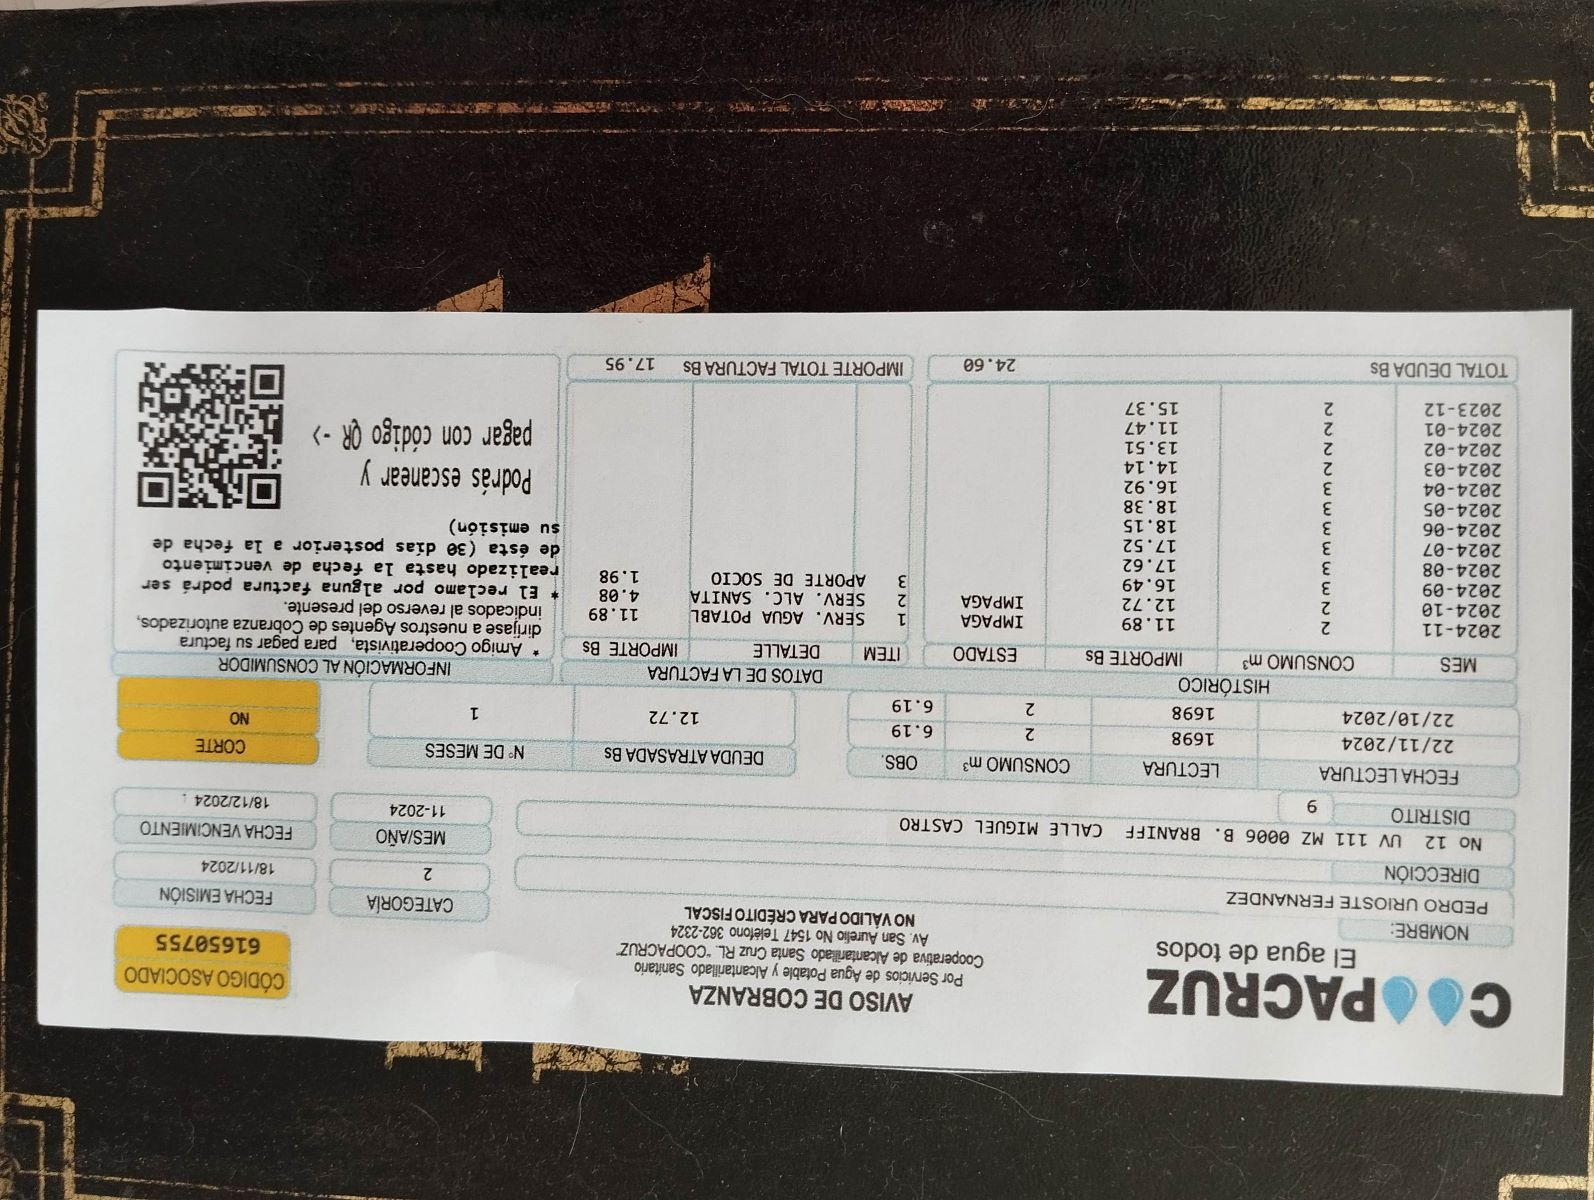 COOPACRUZ
El agua de todos
AVISO DE COBRANZA
Por Servicios de Agua Potable y Alcantarillado Sanitario
Cooperativa de Alcantarillado Santa Cruz RL. "COOPACRUZ"
Av. San Aurelio No 1547 Teléfono 362-2324
NO VÁLIDO PARA CRÉDITO FISCAL
CÓDIGO ASOCIADO
61650755
NOMBRE:
PEDRO URIOSTE FERNANDEZ
DIRECCIÓN
No 12 UV 111 MZ 0006 B. BRANIFF CALLE MIGUEL CASTRO
DISTRITO 9
CATEGORÍA
2
FECHA EMISIÓN
18/11/2024
MES/AÑO
11-2024
FECHA VENCIMIENTO
18/12/2024
FECHA LECTURA LECTURA CONSUMO m³ OBS.
22/11/2024 1698 2 6.19
22/10/2024 1698 2 6.19
DEUDA ATRASADA BS N° DE MESES
12.72 1
CORTE
NO
HISTÓRICO
MES CONSUMO m³ IMPORTE BS ESTADO
2024-11 2 11.89 IMPAGA
2024-10 2 12.72 IMPAGA
2024-09 3 16.49
2024-08 3 17.62
2024-07 3 17.52
2024-06 3 18.15
2024-05 3 18.38
2024-04 3 16.92
2024-03 2 14.14
2024-02 2 13.51
2024-01 2 11.47
2023-12 2 15.37
TOTAL DEUDA BS 24.60
DATOS DE LA FACTURA
ITEM DETALLE IMPORTE BS
1 SERV. AGUA POTABL 11.89
2 SERV. ALC. SANITA 4.08
3 APORTE DE SOCIO 1.98
IMPORTE TOTAL FACTURA BS 17.95
INFORMACIÓN AL CONSUMIDOR
* Amigo Cooperativista, para pagar su factura
diríjase a nuestros Agentes de Cobranza autorizados,
indicados al reverso del presente.
* El reclamo por alguna factura podrá ser
realizado hasta la fecha de vencimiento
de ésta (30 días posterior a la fecha de
su emisión)
Podrás escanear y
pagar con código QR ->